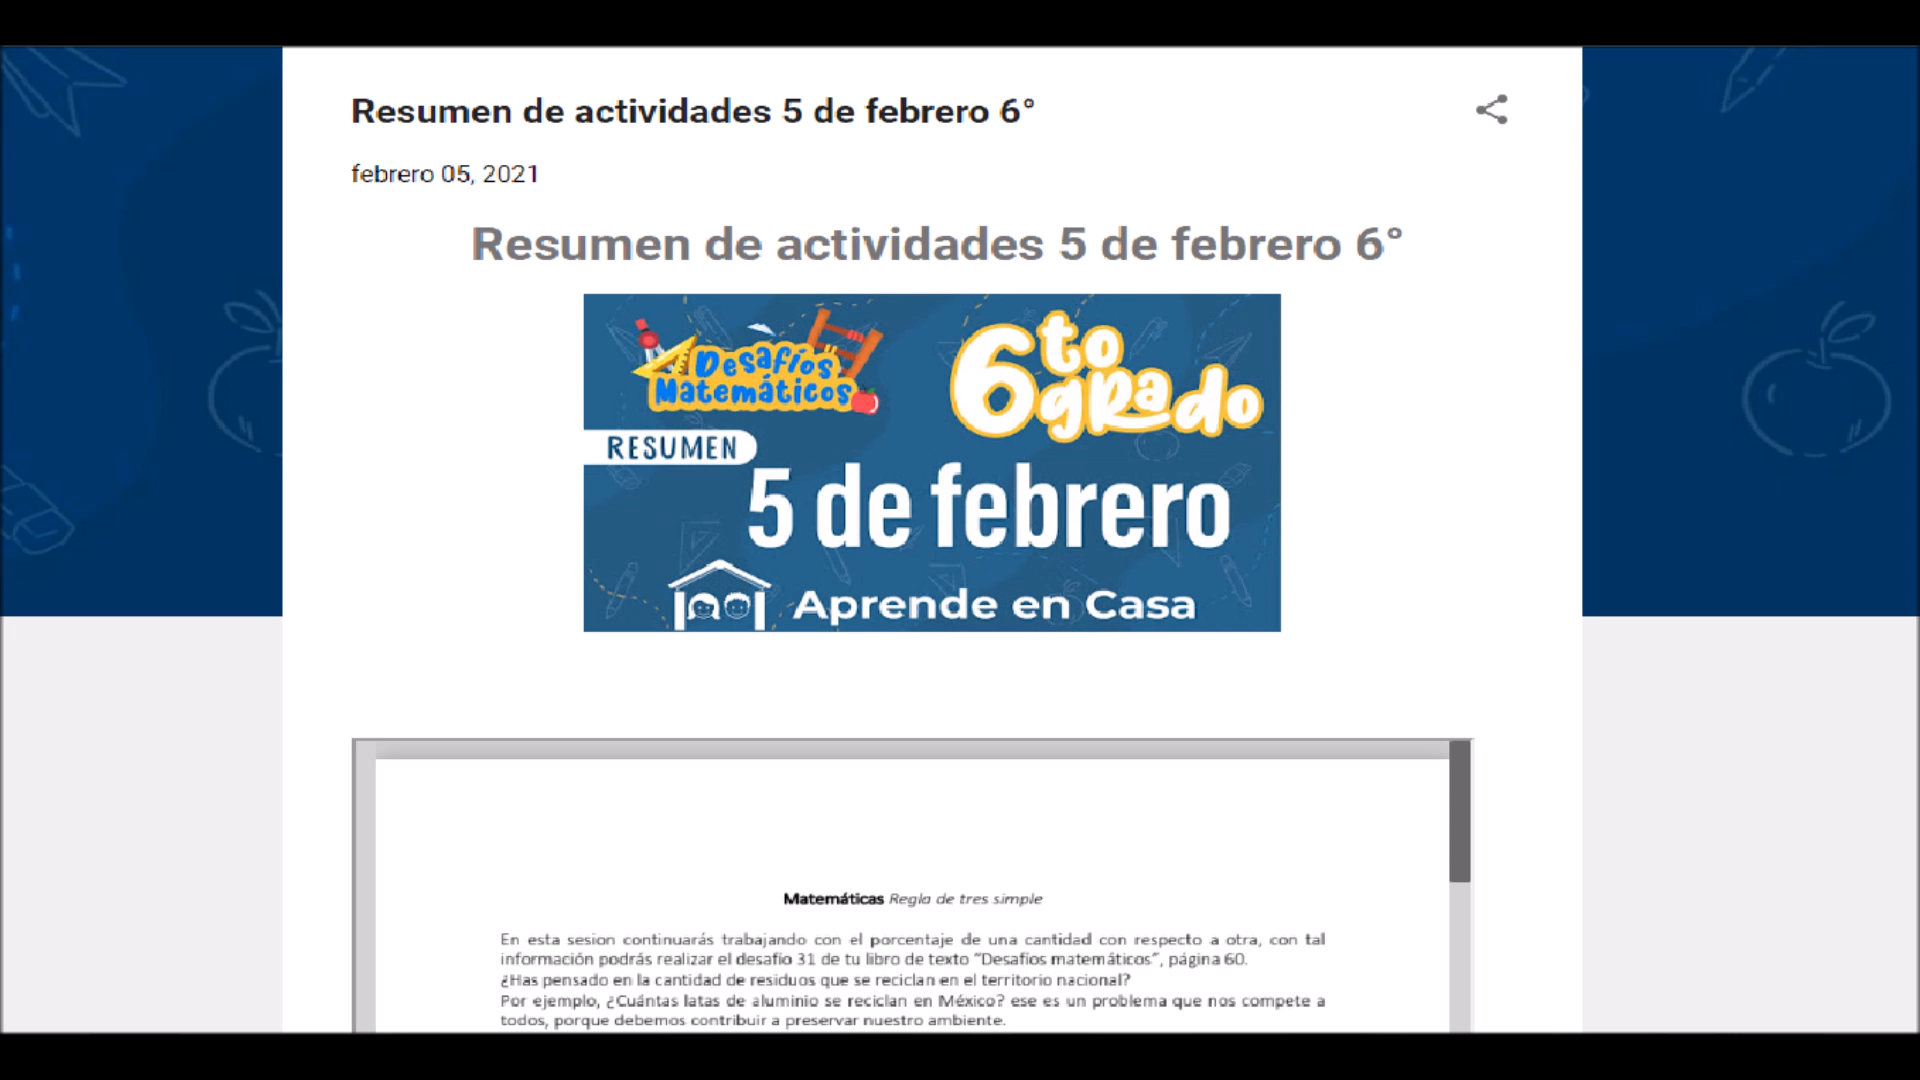 Resumen de actividades 5 de febrero 6°
febrero 05, 2021
Resumen de actividades 5 de febrero 6°
Desafíos
Matemáticos
6to
grado
RESUMEN
5 de febrero
Aprende en Casa
Matemáticas Regla de tres simple
En esta sesion continuarás trabajando con el porcentaje de una cantidad con respecto a otra, con tal
información podrás realizar el desafío 31 de tu libro de texto "Desafíos matemáticos", página 60.
¿Has pensado en la cantidad de residuos que se reciclan en el territorio nacional?
Por ejemplo, ¿Cuántas latas de aluminio se reciclan en México? ese es un problema que nos compete a
todos, porque debemos contribuir a preservar nuestro ambiente.